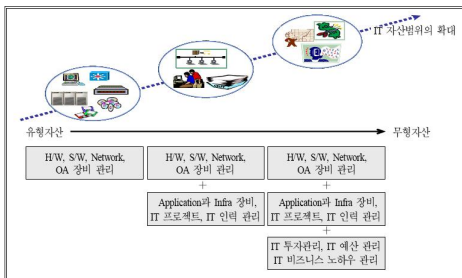 IT 자산범위의 확대
유형자산
무형자산
H/W, S/W, Network,
OA 장비 관리
H/W, S/W, Network,
OA 장비 관리
H/W, S/W, Network,
OA 장비 관리
+
+
Application과 Infra 장비,
IT 프로젝트, IT 인력 관리
Application과 Infra 장비,
IT 프로젝트, IT 인력 관리
+
IT 투자관리, IT 예산 관리
IT 비즈니스 노하우 관리